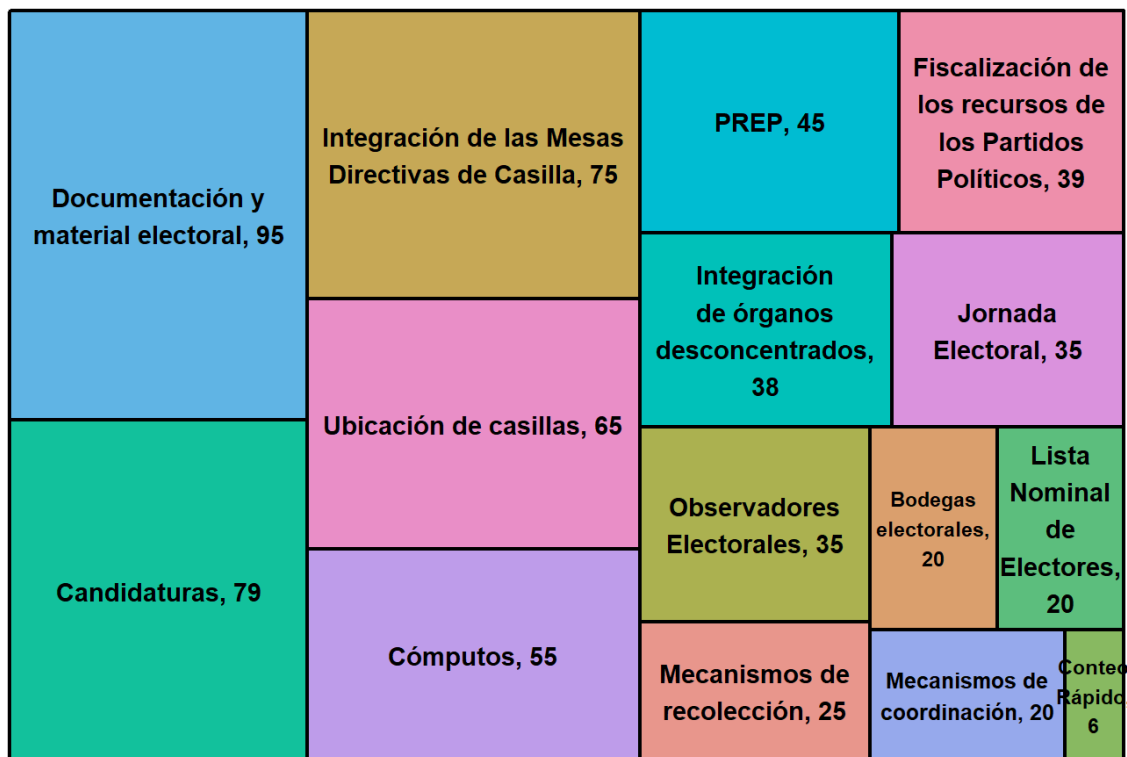 Documentación y
material electoral, 95
Candidaturas, 79
Integración de las Mesas
Directivas de Casilla, 75
Ubicación de casillas, 65
Cómputos, 55
PREP, 45
Fiscalización de
los recursos de
los Partidos
Políticos, 39
Integración
de órganos
desconcentrados,
38
Jornada
Electoral, 35
Observadores
Electorales, 35
Bodegas
electorales,
20
Lista
Nominal
de
Electores,
20
Mecanismos de
recolección, 25
Mecanismos de
coordinación, 20
Conteo
Rápido,
6